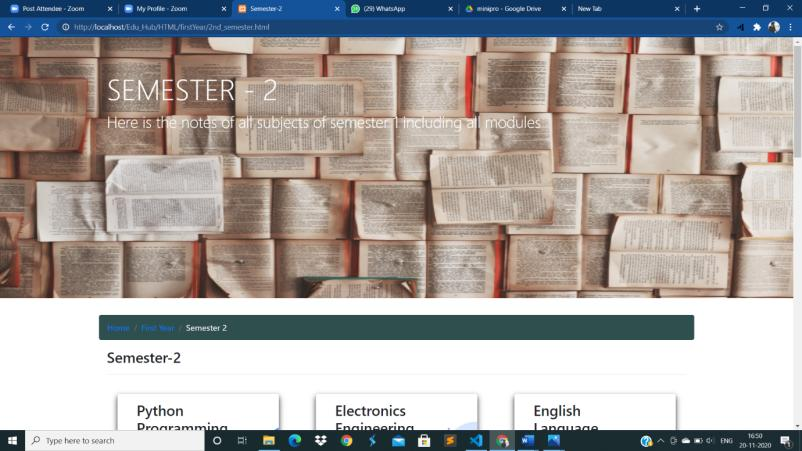 Post Attendee - Zoom
My Profile - Zoom
Semester-2
(29) WhatsApp
minipro - Google Drive
New Tab
http://localhost/Edu_Hub/HTML/firstYear/2nd_semester.html
SEMESTER - 2
Here is the notes of all subjects of semester 1 including all modules
Home / First Year / Semester 2
Semester-2
Python
Programming
Electronics
Engineering
English
Language
Type here to search
ENG
16:50
20-11-2020